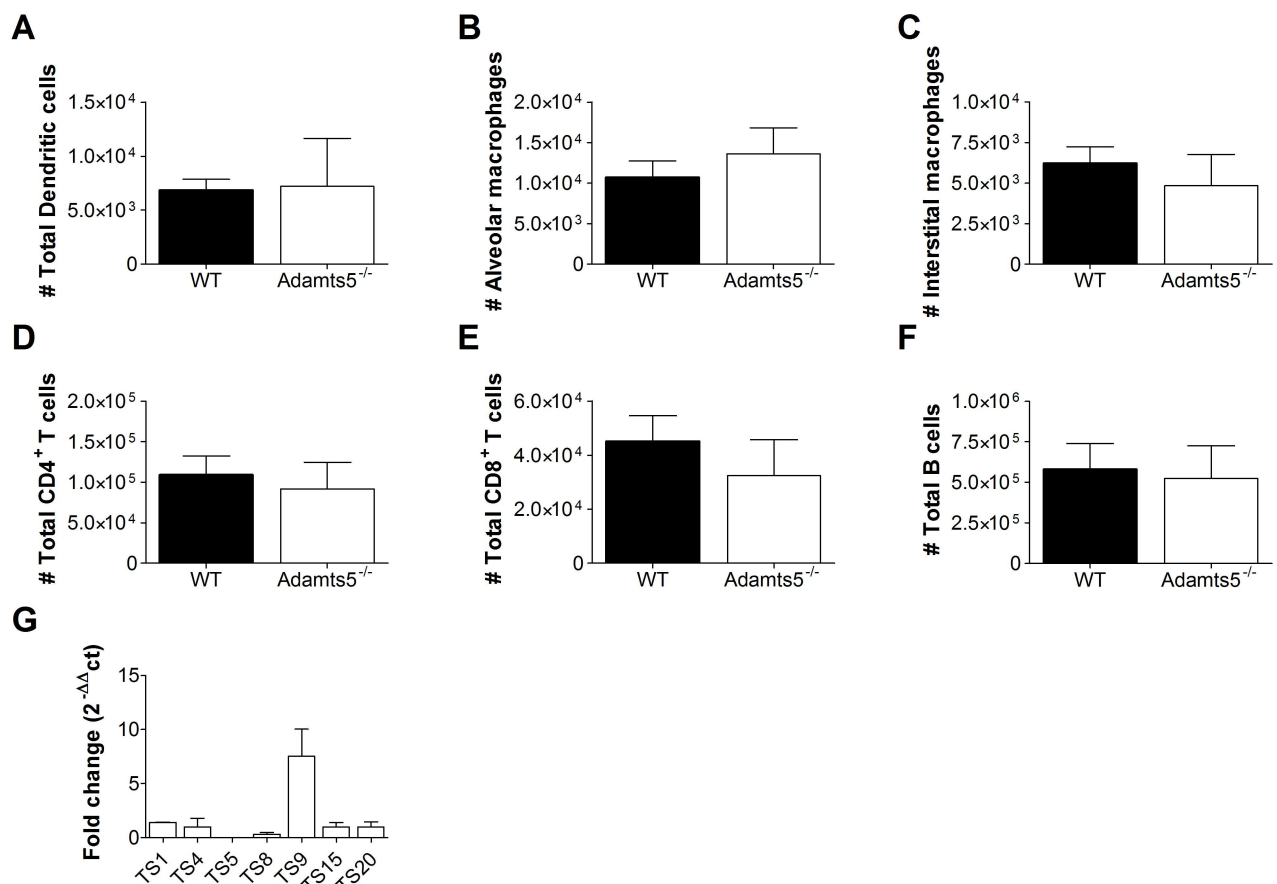 A
# Total Dendritic cells
1.5×10⁴
1.0×10⁴
5.0×10³
0
WT
Adamts5⁻/⁻
B
# Alveolar macrophages
2.0×10⁴
1.5×10⁴
1.0×10⁴
5.0×10³
0
WT
Adamts5⁻/⁻
C
# Interstital macrophages
1.0×10⁴
7.5×10³
5.0×10³
2.5×10³
0
WT
Adamts5⁻/⁻
D
# Total CD4⁺ T cells
2.0×10⁵
1.5×10⁵
1.0×10⁵
5.0×10⁴
0
WT
Adamts5⁻/⁻
E
# Total CD8⁺ T cells
6.0×10⁴
4.0×10⁴
2.0×10⁴
0
WT
Adamts5⁻/⁻
F
# Total B cells
1.0×10⁶
7.5×10⁵
5.0×10⁵
2.5×10⁵
0
WT
Adamts5⁻/⁻
G
Fold change (2⁻ΔΔct)
15
10
5
0
TS1
TS4
TS5
TS8
TS9
TS15
TS20